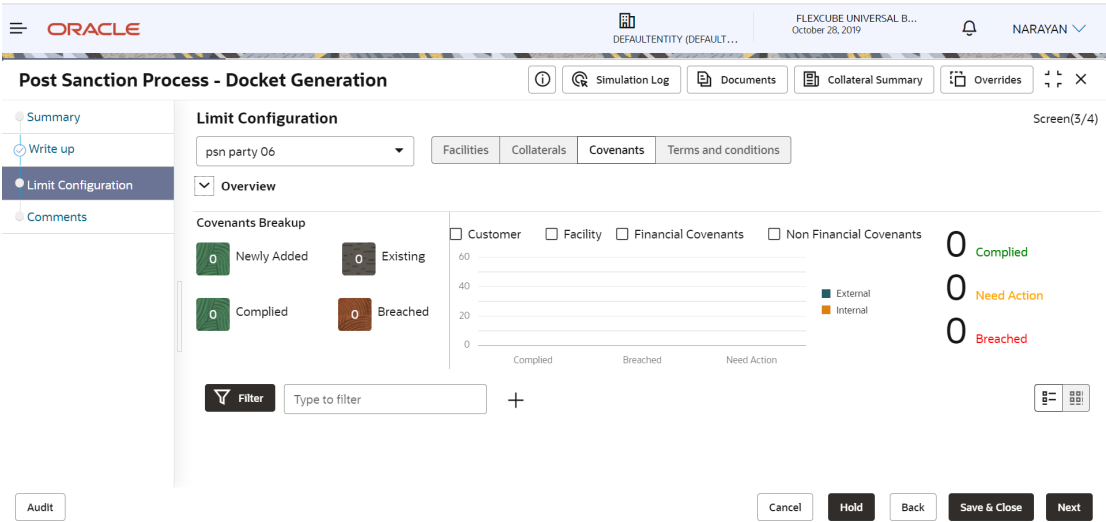 ORACLE
DEFAULTENTITY (DEFAULT...
FLEXCUBE UNIVERSAL B...
October 28, 2019
NARAYAN
Post Sanction Process - Docket Generation
Simulation Log
Documents
Collateral Summary
Overrides
Summary
Write up
Limit Configuration
Comments
Limit Configuration
Screen(3/4)
psn party 06
Facilities
Collaterals
Covenants
Terms and conditions
Overview
Covenants Breakup
0 Newly Added
0 Existing
0 Complied
0 Breached
Customer
Facility
Financial Covenants
Non Financial Covenants
60
40
20
0
Complied
Breached
Need Action
External
Internal
0 Complied
0 Need Action
0 Breached
Filter
Type to filter
Audit
Cancel
Hold
Back
Save & Close
Next